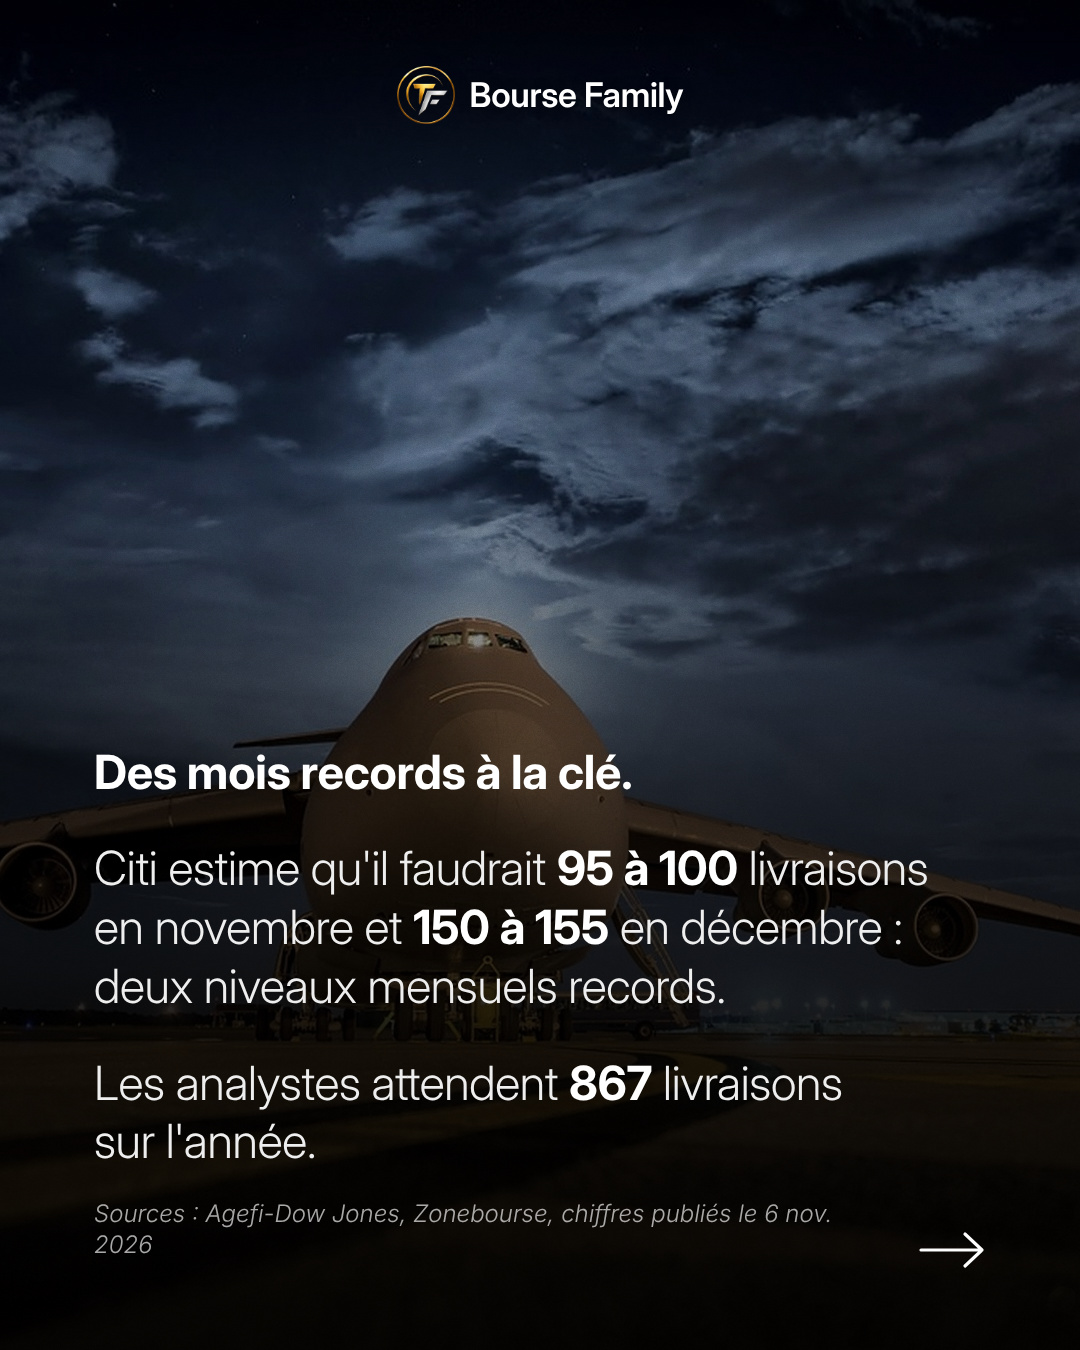 Bourse Family
Des mois records à la clé.
Citi estime qu'il faudrait 95 à 100 livraisons
en novembre et 150 à 155 en décembre :
deux niveaux mensuels records.
Les analystes attendent 867 livraisons
sur l'année.
Sources : Agefi-Dow Jones, Zonebourse, chiffres publiés le 6 nov.
2026